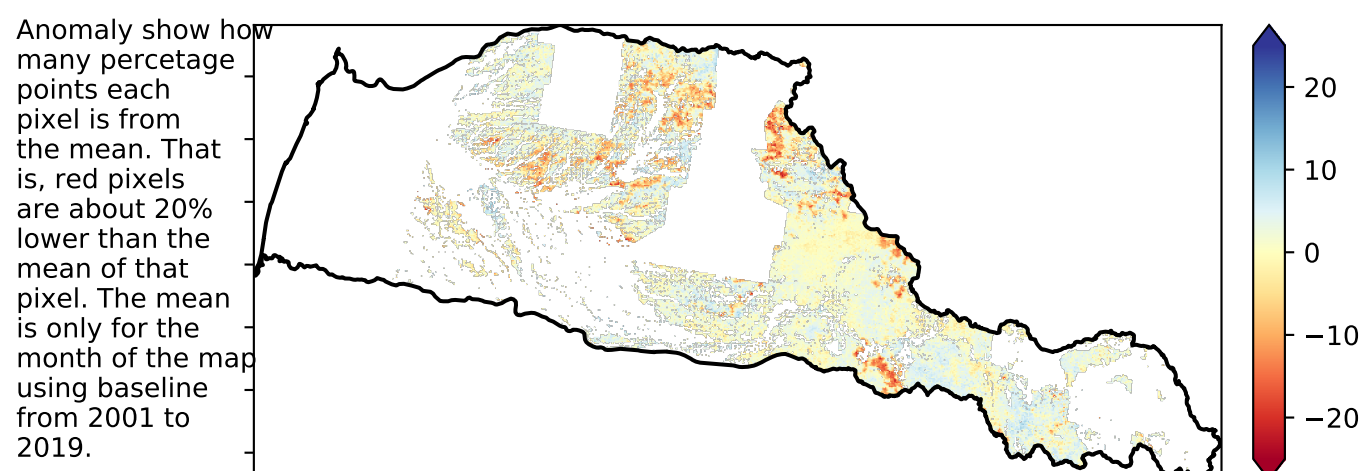 Anomaly show how
many percetage
points each
pixel is from
the mean. That
is, red pixels
are about 20%
lower than the
mean of that
pixel. The mean
is only for the
month of the map
using baseline
from 2001 to
2019.
20
10
0
−10
−20